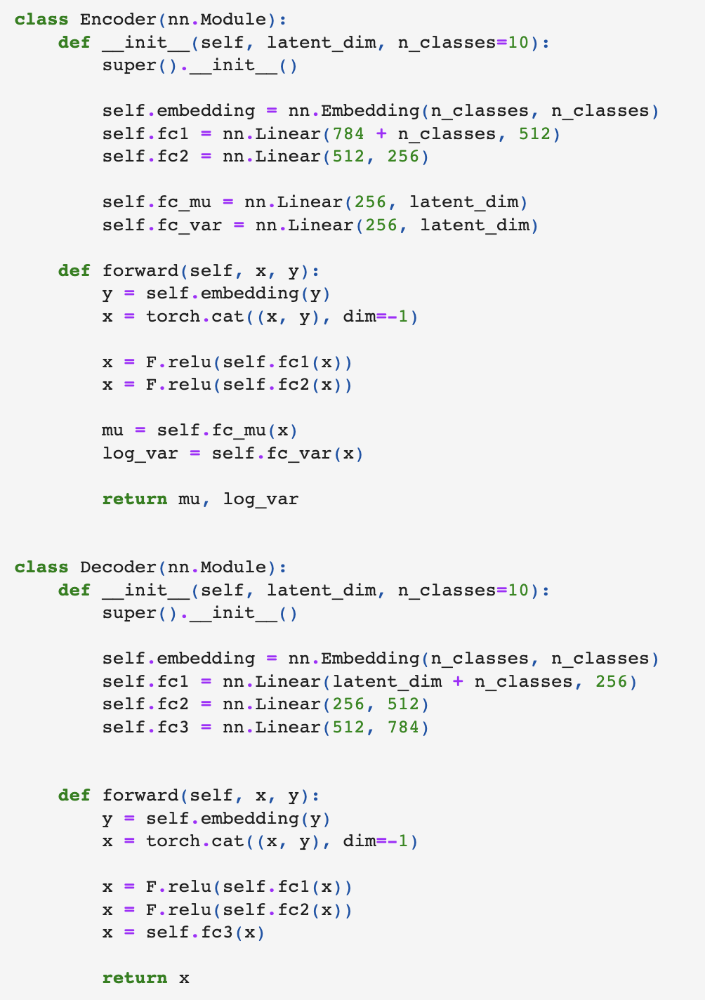 class Encoder(nn.Module):
    def __init__(self, latent_dim, n_classes=10):
        super().__init__()

        self.embedding = nn.Embedding(n_classes, n_classes)
        self.fc1 = nn.Linear(784 + n_classes, 512)
        self.fc2 = nn.Linear(512, 256)

        self.fc_mu = nn.Linear(256, latent_dim)
        self.fc_var = nn.Linear(256, latent_dim)

    def forward(self, x, y):
        y = self.embedding(y)
        x = torch.cat((x, y), dim=-1)

        x = F.relu(self.fc1(x))
        x = F.relu(self.fc2(x))

        mu = self.fc_mu(x)
        log_var = self.fc_var(x)

        return mu, log_var


class Decoder(nn.Module):
    def __init__(self, latent_dim, n_classes=10):
        super().__init__()

        self.embedding = nn.Embedding(n_classes, n_classes)
        self.fc1 = nn.Linear(latent_dim + n_classes, 256)
        self.fc2 = nn.Linear(256, 512)
        self.fc3 = nn.Linear(512, 784)


    def forward(self, x, y):
        y = self.embedding(y)
        x = torch.cat((x, y), dim=-1)

        x = F.relu(self.fc1(x))
        x = F.relu(self.fc2(x))
        x = self.fc3(x)

        return x